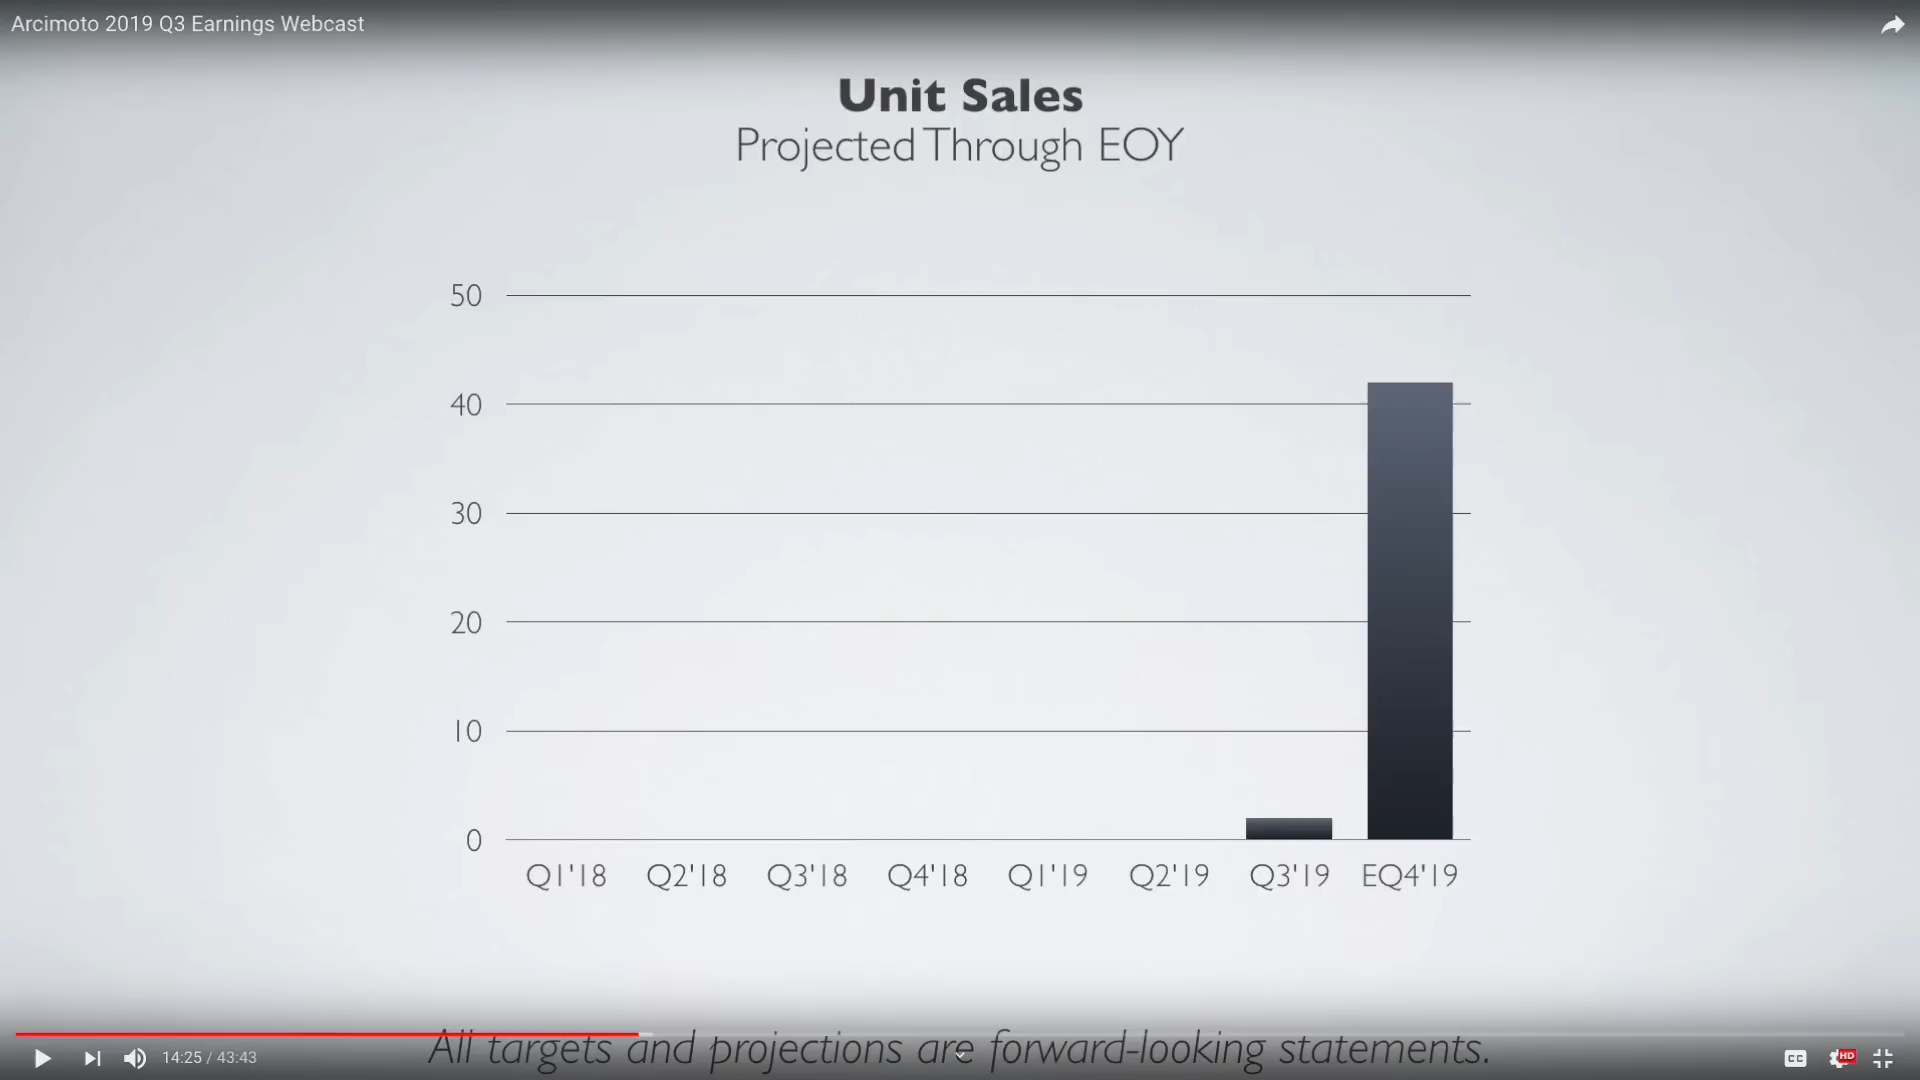 Arcimoto 2019 Q3 Earnings Webcast
Unit Sales
Projected Through EOY
50
40
30
20
10
0
Q1'18 Q2'18 Q3'18 Q4'18 Q1'19 Q2'19 Q3'19 EQ4'19
All targets and projections are forward-looking statements.
14:25 / 43:43
CC
HD